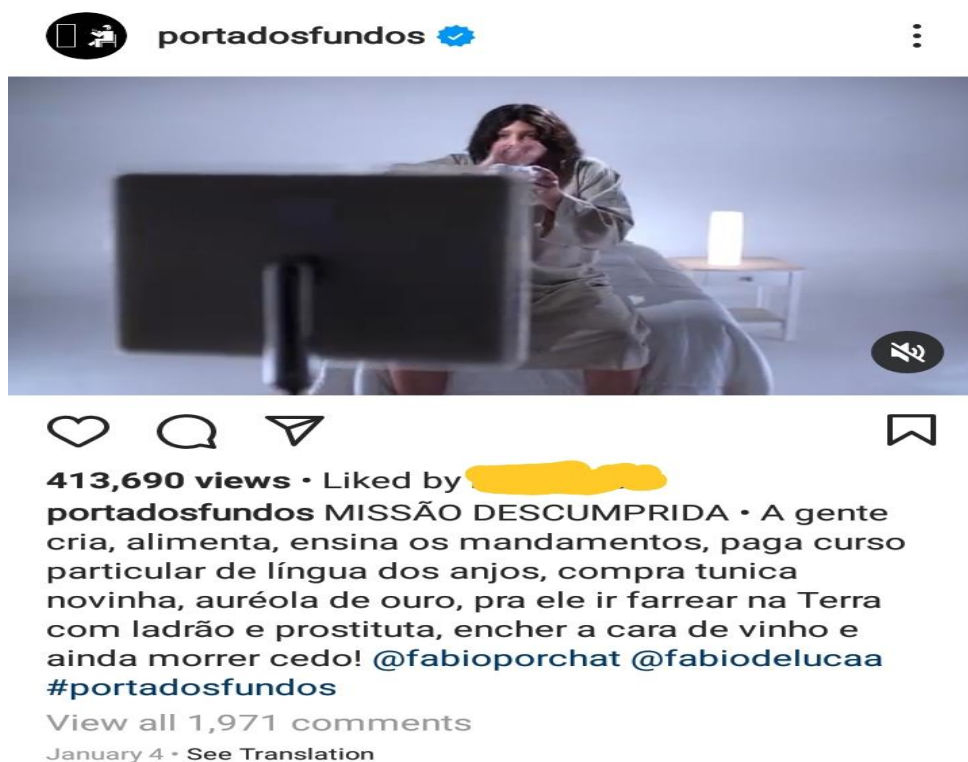 portadosfundos
413,690 views • Liked by
portadosfundos MISSÃO DESCUMPRIDA • A gente
cria, alimenta, ensina os mandamentos, paga curso
particular de língua dos anjos, compra tunica
novinha, auréola de ouro, pra ele ir farrear na Terra
com ladrão e prostituta, encher a cara de vinho e
ainda morrer cedo! @fabioporchat @fabiodelucaa
#portadosfundos
View all 1,971 comments
January 4 • See Translation